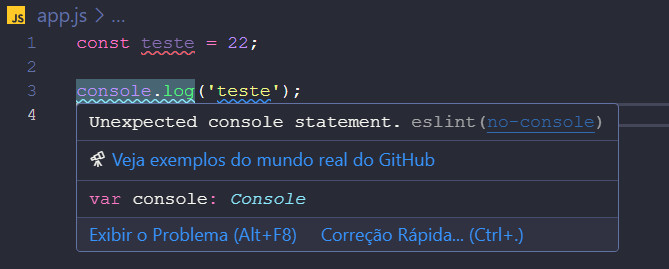 JS app.js > ...
1 const teste = 22;
2
3 console.log('teste');
4
Unexpected console statement. eslint(no-console)
Veja exemplos do mundo real do GitHub
var console: Console
Exibir o Problema (Alt+F8) Correção Rápida... (Ctrl+.)